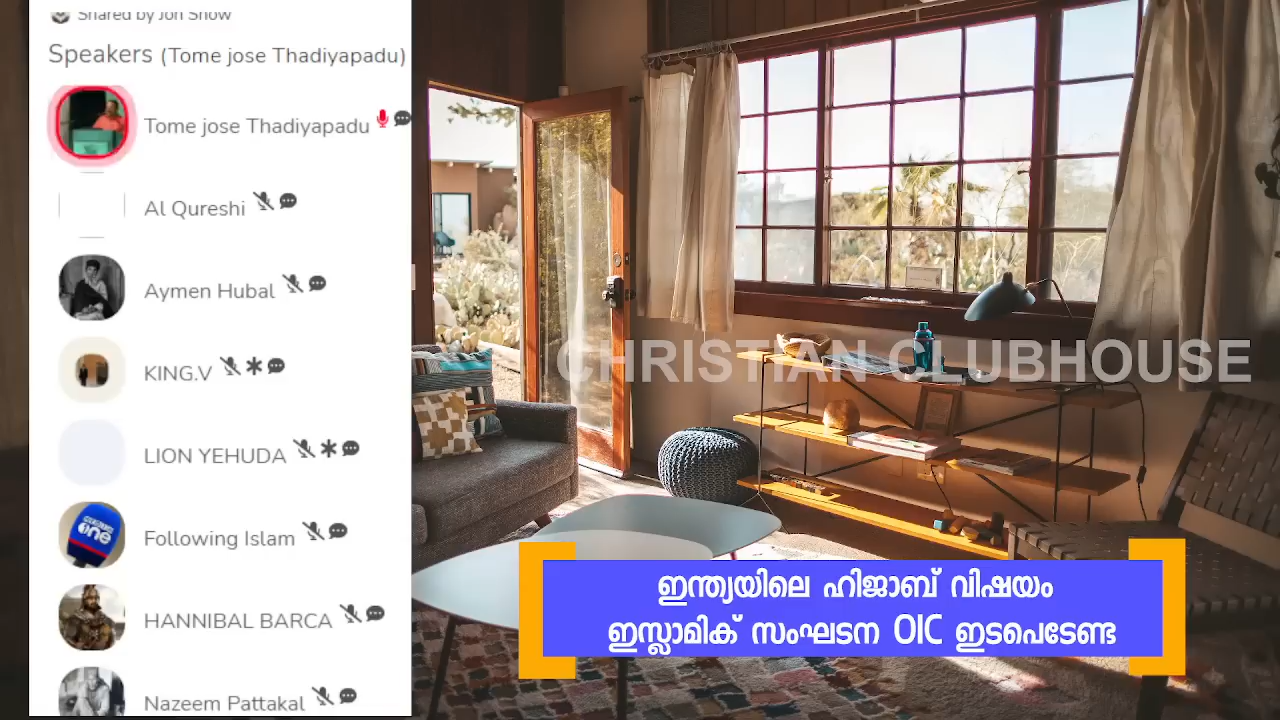 Shared by Jon Snow
Speakers (Tome jose Thadiyapadu)
Tome jose Thadiyapadu
Al Qureshi
Aymen Hubal
KING.V
LION YEHUDA
Following Islam
one
HANNIBAL BARCA
Nazeem Pattakal
CHRISTIAN CLUBHOUSE
ഇന്ത്യയിലെ ഹിജാബ് വിഷയം
ഇസ്ലാമിക് സംഘടന OIC ഇടപെടേണ്ട